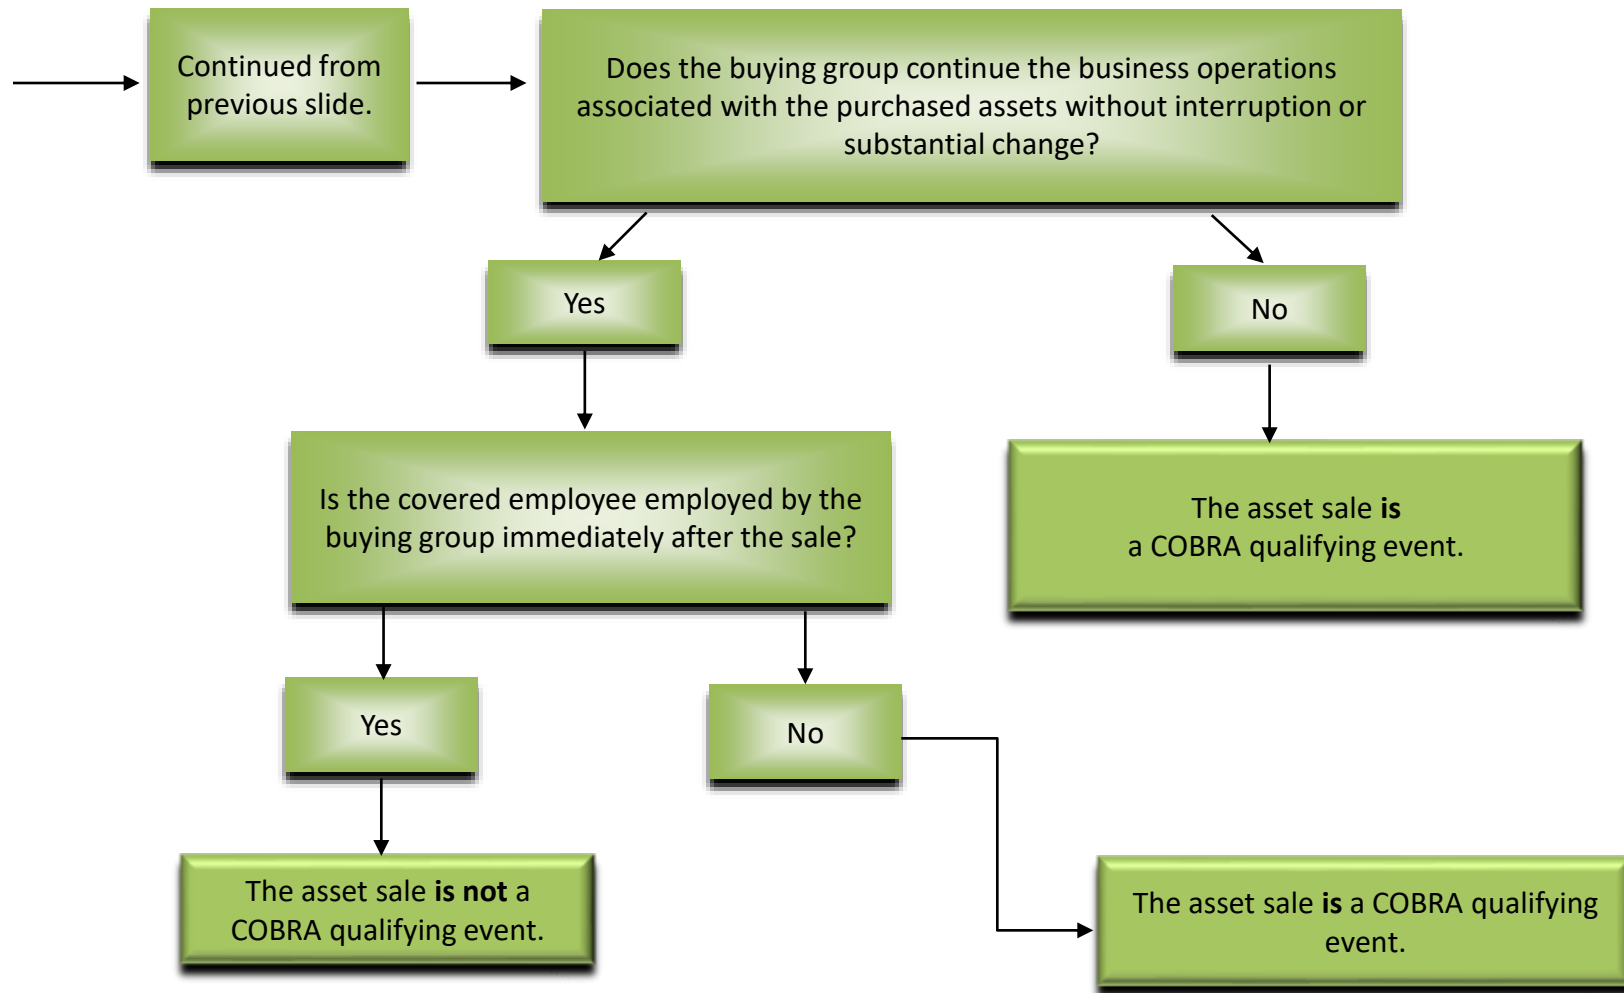 Continued from
previous slide.
Does the buying group continue the business operations
associated with the purchased assets without interruption or
substantial change?
Yes
No
Is the covered employee employed by the
buying group immediately after the sale?
The asset sale is
a COBRA qualifying event.
Yes
No
The asset sale is not a
COBRA qualifying event.
The asset sale is a COBRA qualifying
event.